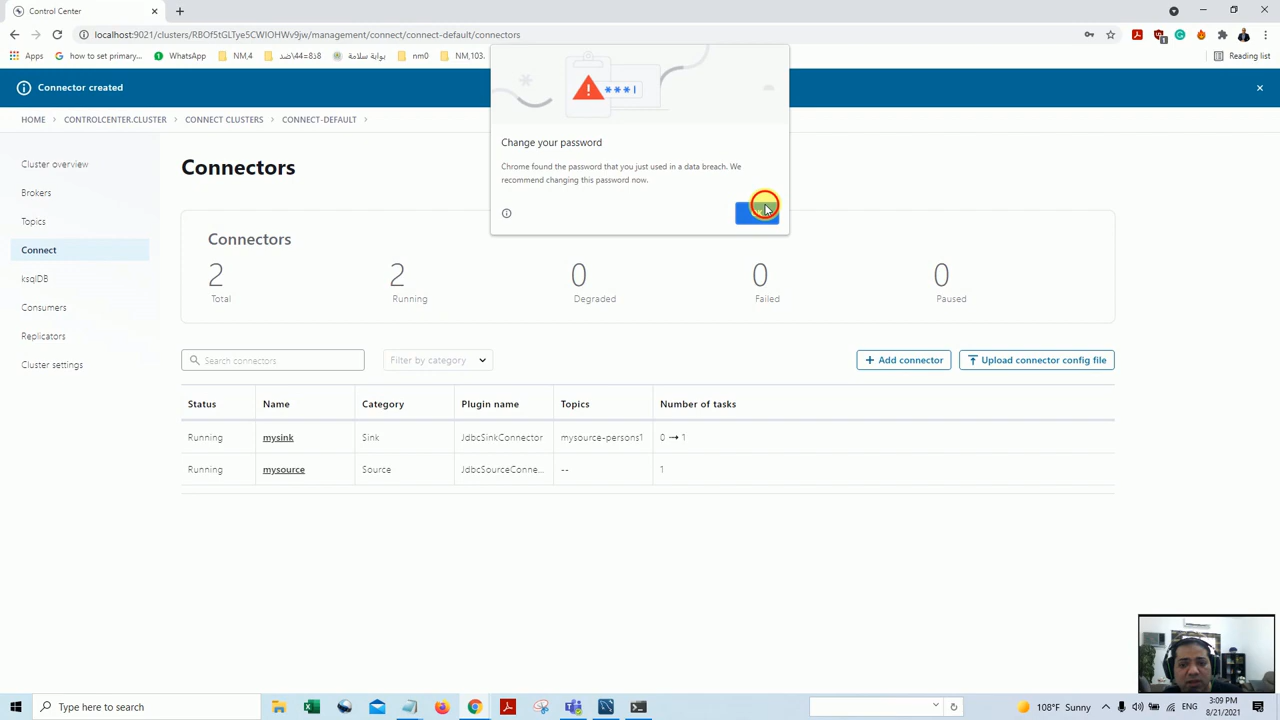 Control Center
localhost:9021/clusters/RBOf5tGLTye5CWIOHWv9jw/management/connect/connect-default/connectors
Apps
how to set primary...
WhatsApp
NM,4
بوابة سلامة
nm0
NM,103.
Reading list
Connector created
HOME > CONTROLCENTER.CLUSTER > CONNECT CLUSTERS > CONNECT-DEFAULT >
Change your password
Chrome found the password that you just used in a data breach. We
recommend changing this password now.
Cluster overview
Brokers
Topics
Connect
ksqlDB
Consumers
Replicators
Cluster settings
Connectors
Connectors
2 2 0 0 0
Total Running Degraded Failed Paused
Search connectors
Filter by category
+ Add connector
Upload connector config file
Status Name Category Plugin name Topics Number of tasks
Running mysink Sink JdbcSinkConnector mysource-persons1 0 → 1
Running mysource Source JdbcSourceConne... -- 1
Type here to search
108°F Sunny
ENG
3:09 PM
8/21/2021